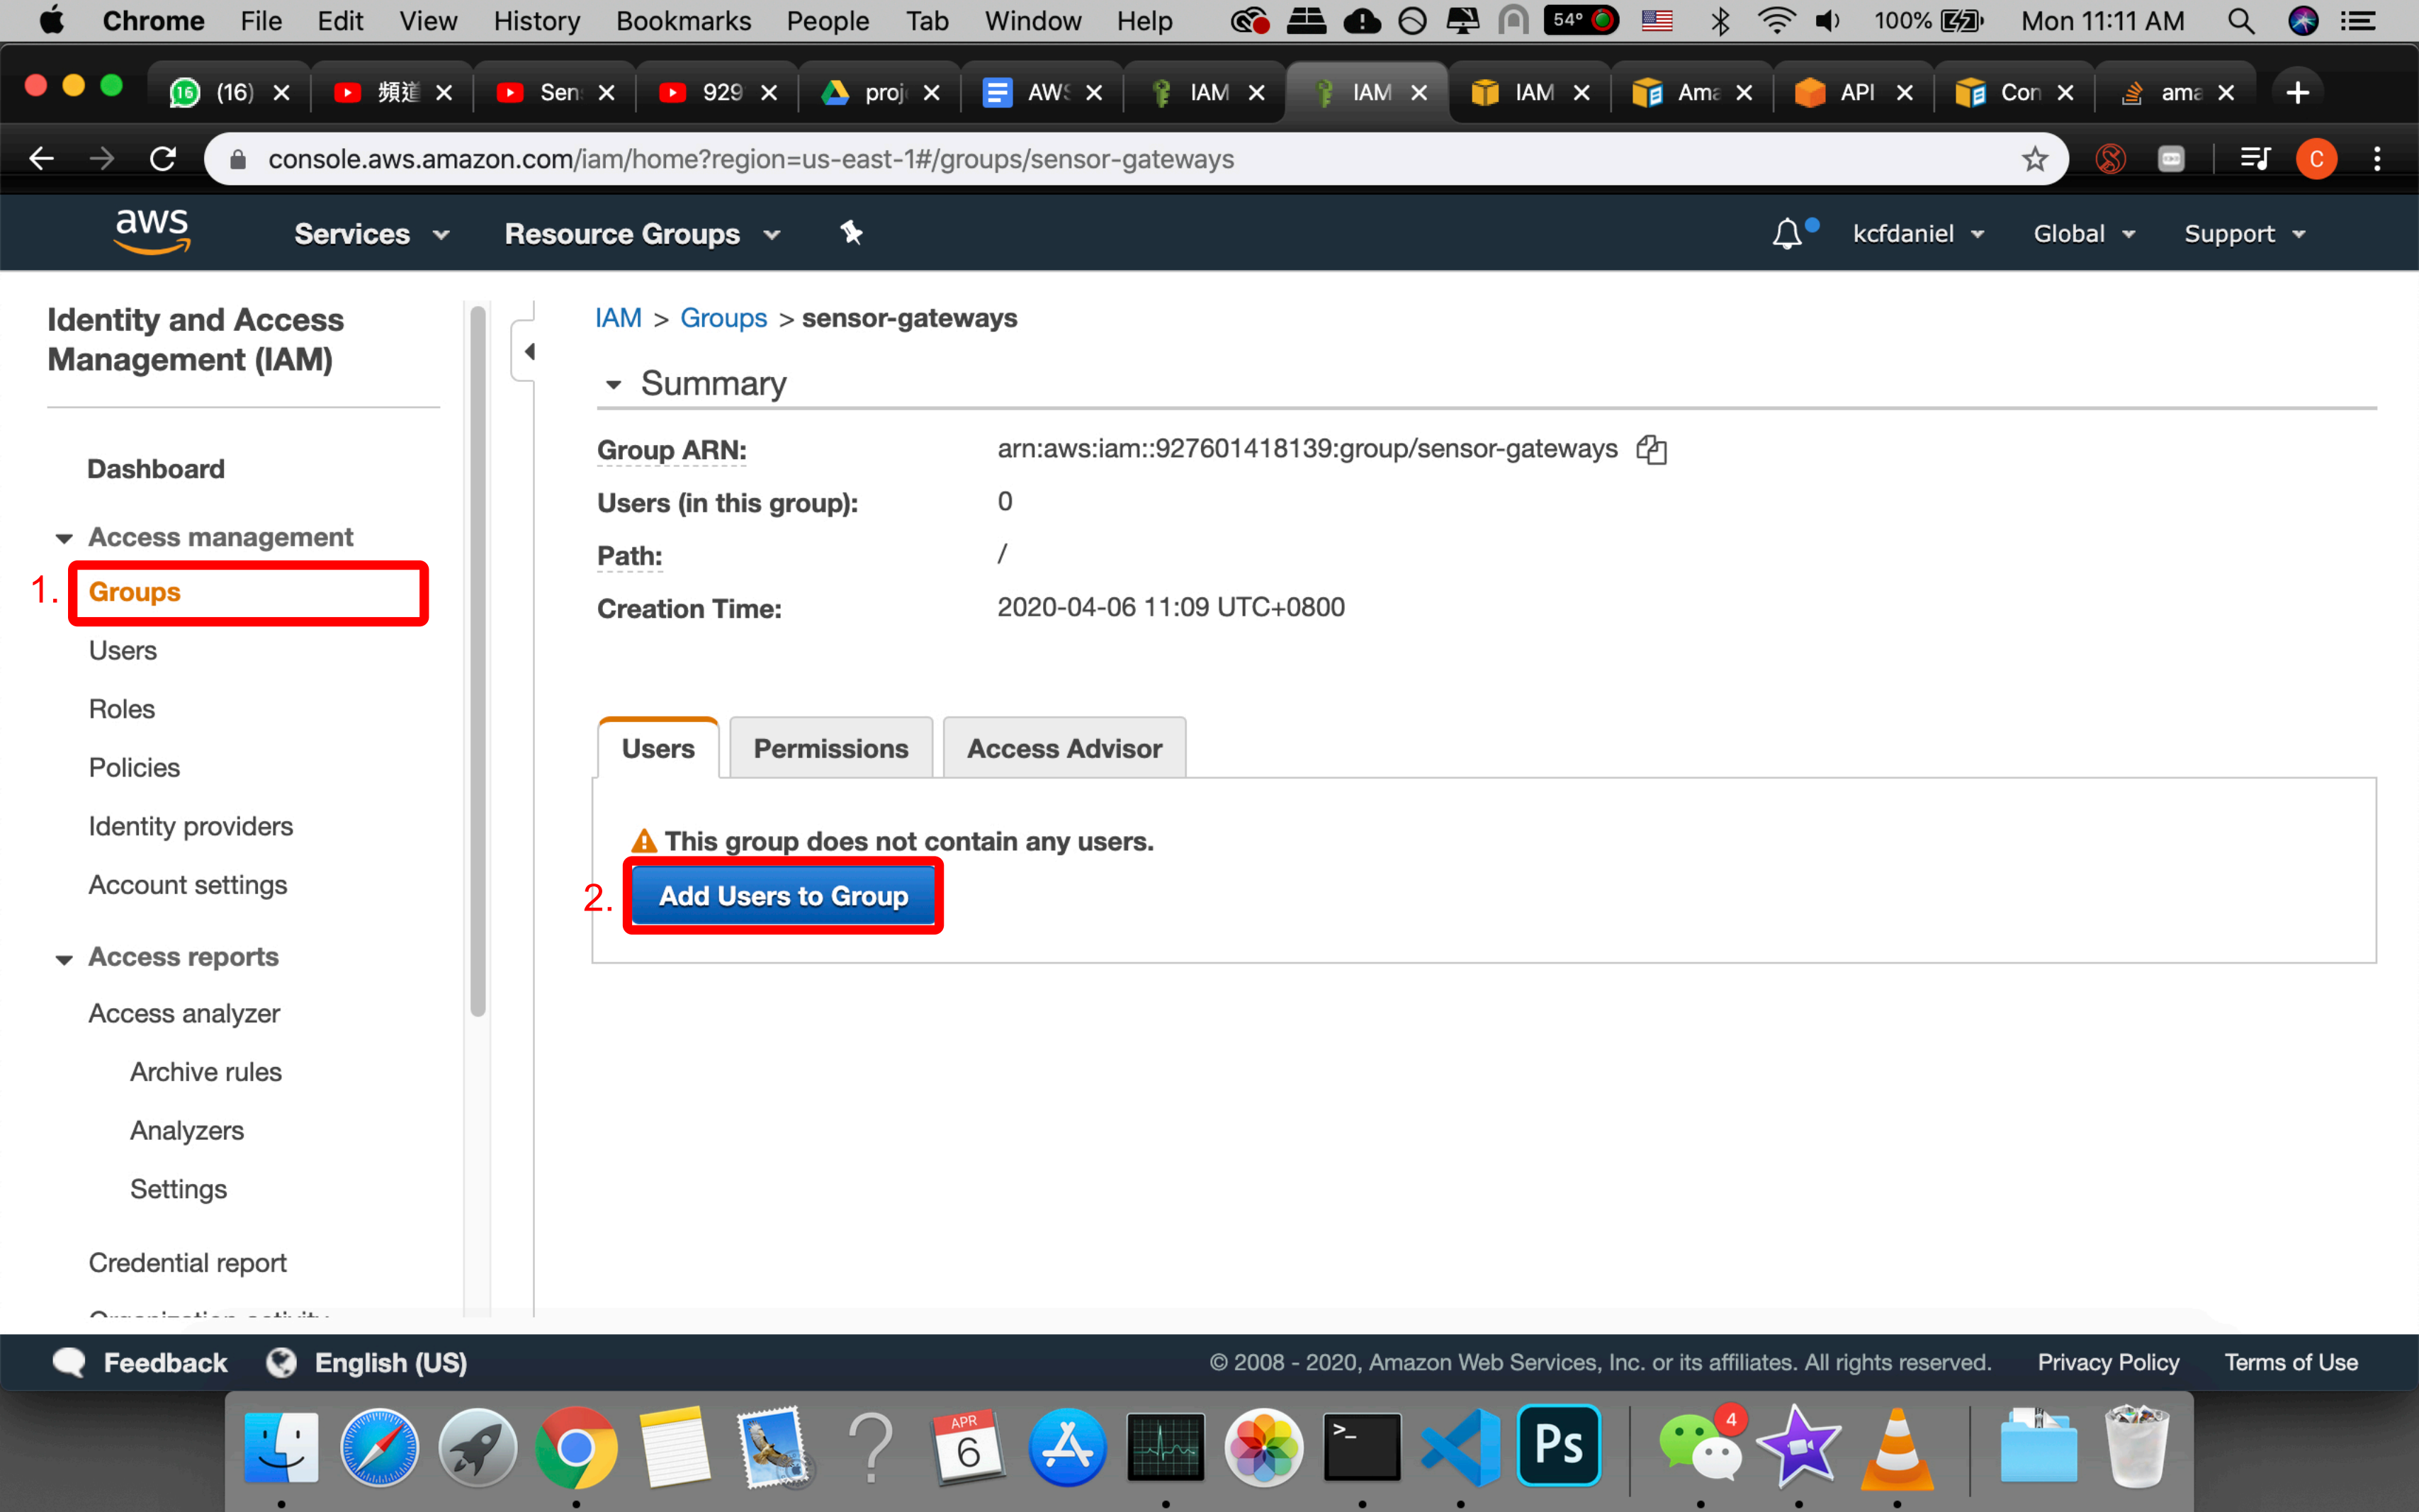 Chrome File Edit View History Bookmarks People Tab Window Help 54° 100% Mon 11:11 AM
16 (16) 頻道 Sen 929 proj AWS IAM IAM IAM Ama API Con ama
console.aws.amazon.com/iam/home?region=us-east-1#/groups/sensor-gateways C
aws Services Resource Groups kcfdaniel Global Support
Identity and Access
Management (IAM)
Dashboard
Access management
1. Groups
Users
Roles
Policies
Identity providers
Account settings
Access reports
Access analyzer
Archive rules
Analyzers
Settings
Credential report
Organization activity
IAM > Groups > sensor-gateways
Summary
Group ARN: arn:aws:iam::927601418139:group/sensor-gateways
Users (in this group): 0
Path: /
Creation Time: 2020-04-06 11:09 UTC+0800
Users Permissions Access Advisor
This group does not contain any users.
2. Add Users to Group
Feedback English (US) © 2008 - 2020, Amazon Web Services, Inc. or its affiliates. All rights reserved. Privacy Policy Terms of Use
APR
6
>_
Ps
4